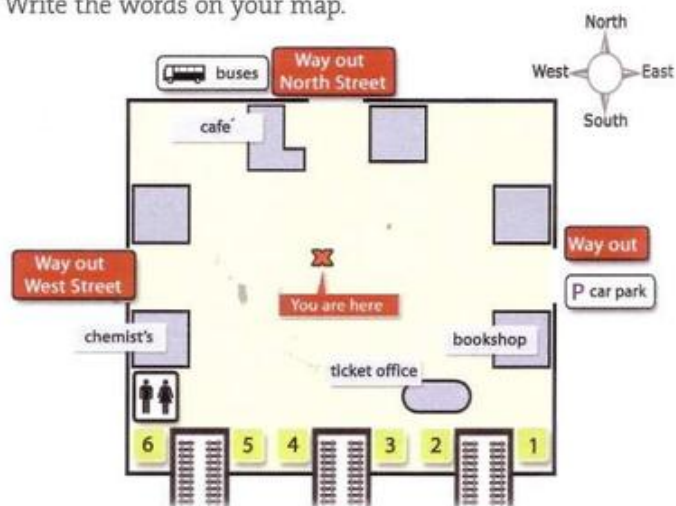 Write the words on your map.
North
West
East
South
buses
Way out
North Street
cafe´
Way out
West Street
Way out
P car park
You are here
chemist's
bookshop
ticket office
6
5
4
3
2
1